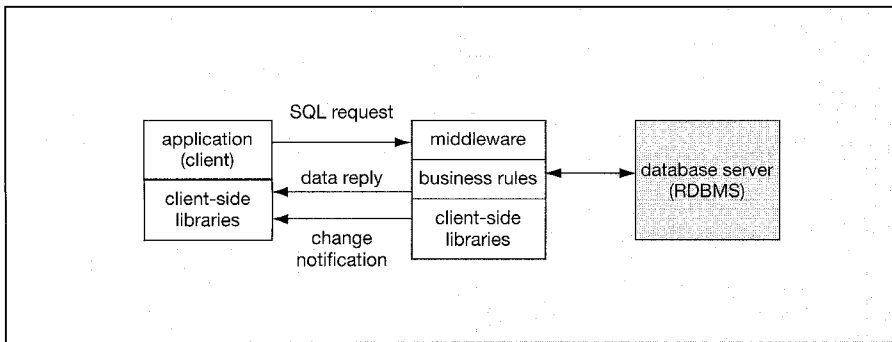 SQL request
application
(client)
client-side
libraries
data reply
change
notification
middleware
business rules
client-side
libraries
database server
(RDBMS)